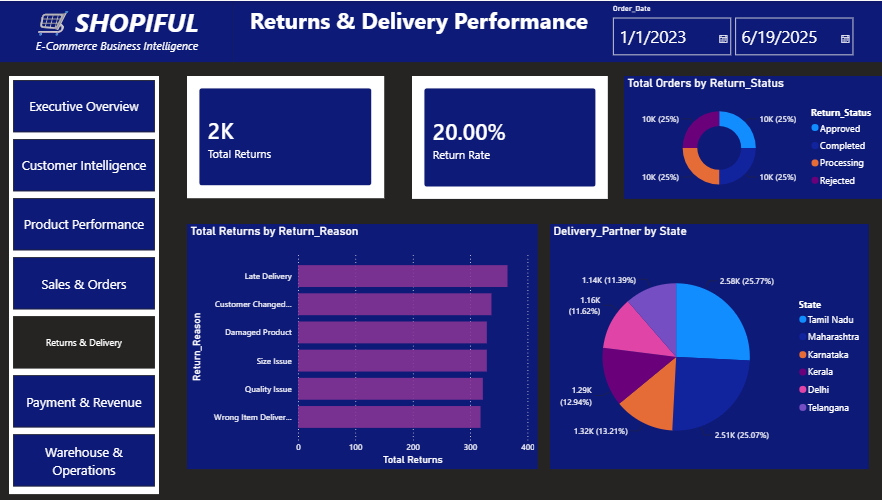 SHOPIFUL
E-Commerce Business Intelligence
Returns & Delivery Performance
Order_Date
1/1/2023
6/19/2025
Executive Overview
Customer Intelligence
Product Performance
Sales & Orders
Returns & Delivery
Payment & Revenue
Warehouse &
Operations
2K
Total Returns
20.00%
Return Rate
Total Orders by Return_Status
10K (25%)
10K (25%)
10K (25%)
10K (25%)
Return_Status
Approved
Completed
Processing
Rejected
Total Returns by Return_Reason
Return_Reason
Late Delivery
Customer Changed...
Damaged Product
Size Issue
Quality Issue
Wrong Item Deliver...
0
100
200
300
400
Total Returns
Delivery_Partner by State
1.14K (11.39%)
2.58K (25.77%)
1.16K
(11.62%)
1.29K
(12.94%)
1.32K (13.21%)
2.51K (25.07%)
State
Tamil Nadu
Maharashtra
Karnataka
Kerala
Delhi
Telangana